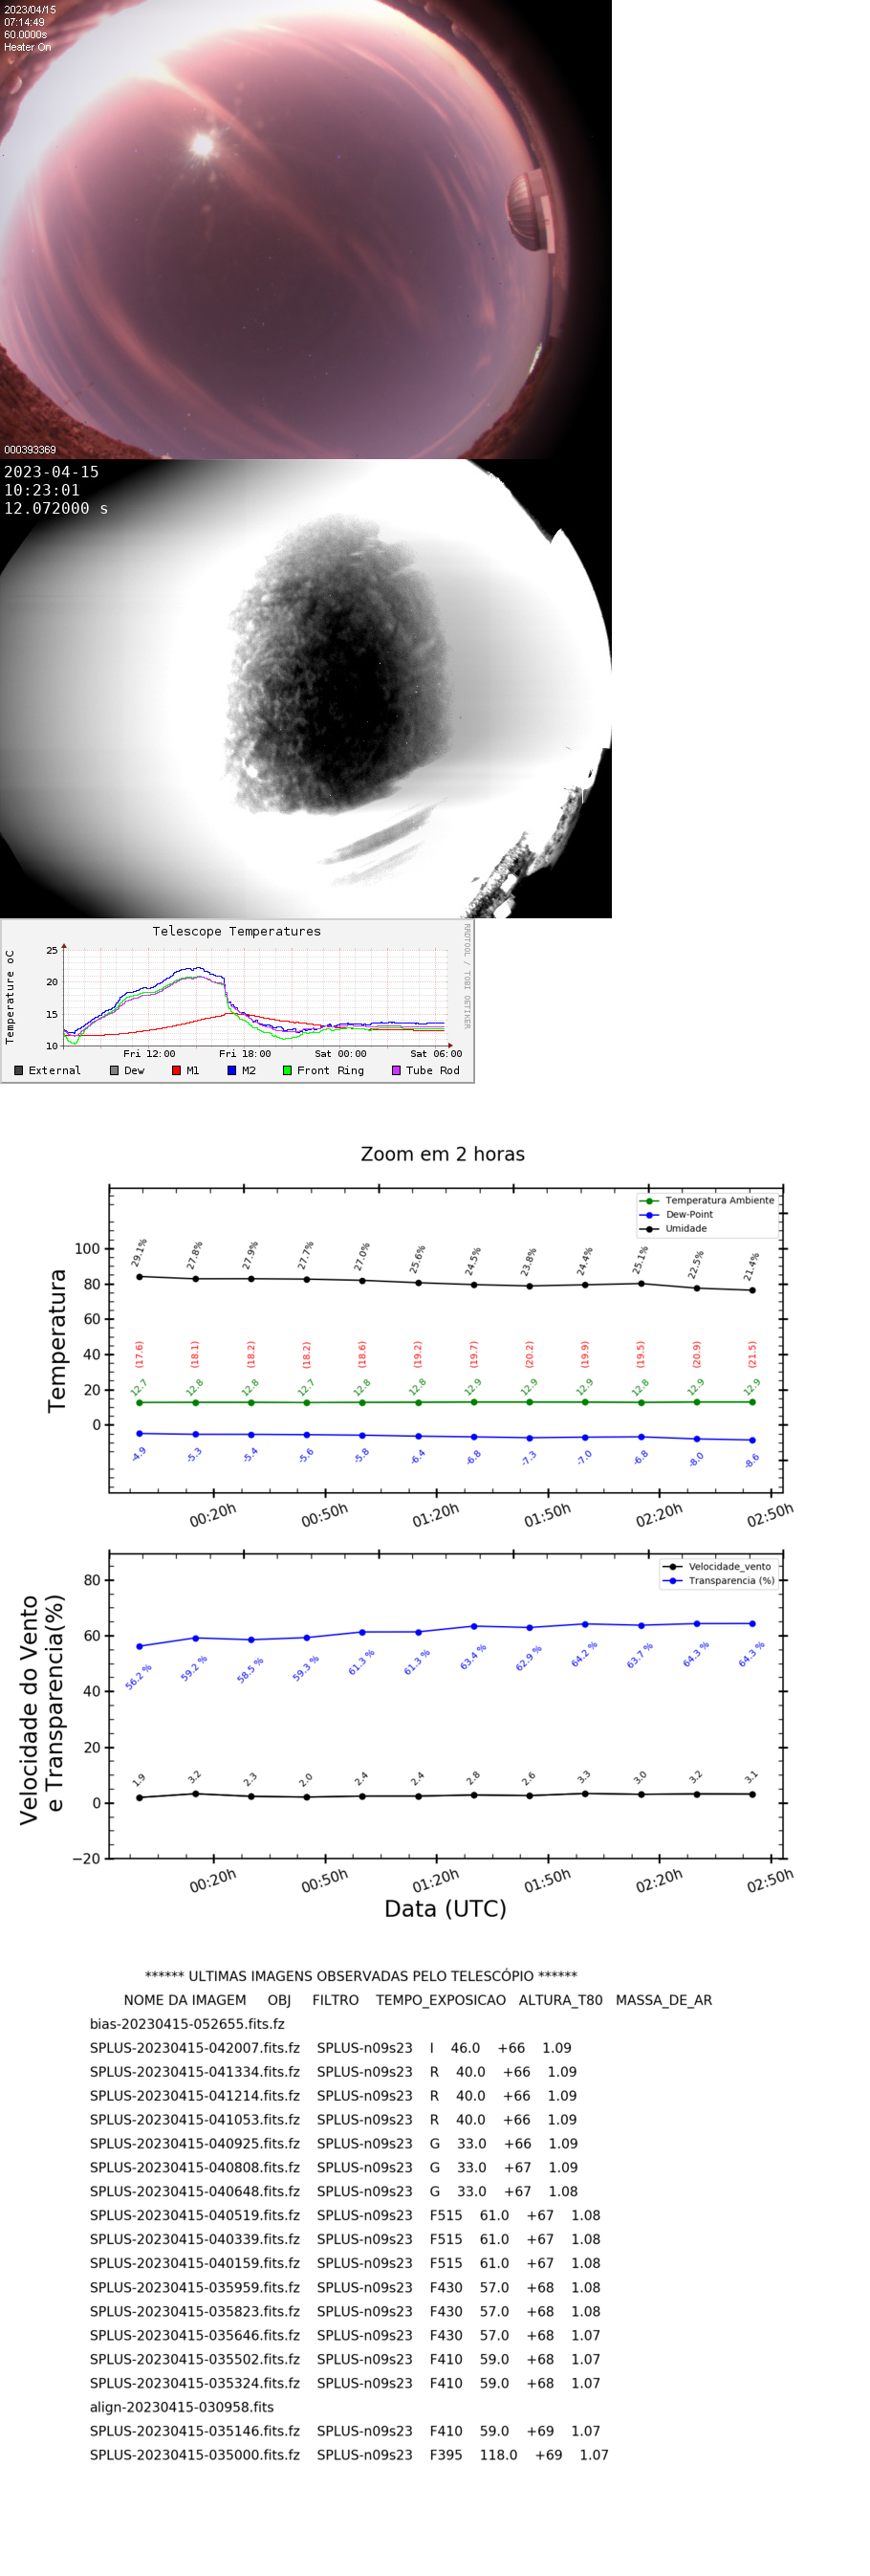 2023/04/15
07:14:49
60.0000s
Heater On
000393369
2023-04-15
10:23:01
12.072000 s
Telescope Temperatures
RRDTOOL / TOBI OETIKER
Temperature oC
25
20
15
10
Fri 12:00 Fri 18:00 Sat 00:00 Sat 06:00
External Dew M1 M2 Front Ring Tube Rod
Zoom em 2 horas
Temperatura Ambiente
Dew-Point
Umidade
Temperatura
100
80
60
40
20
0
29.1% 27.8% 27.9% 27.7% 27.0% 25.6% 24.5% 23.8% 24.4% 25.1% 22.5% 21.4%
(17.6) (18.1) (18.2) (18.2) (18.6) (19.2) (19.7) (20.2) (19.9) (19.5) (20.9) (21.5)
12.7 12.8 12.8 12.7 12.8 12.8 12.9 12.9 12.9 12.8 12.9 12.9
-4.9 -5.3 -5.4 -5.6 -5.8 -6.4 -6.8 -7.3 -7.0 -6.8 -8.0 -8.6
00:20h 00:50h 01:20h 01:50h 02:20h 02:50h
Velocidade_vento
Transparencia (%)
Velocidade do Vento
e Transparencia(%)
80
60
40
20
0
−20
56.2 % 59.2 % 58.5 % 59.3 % 61.3 % 61.3 % 63.4 % 62.9 % 64.2 % 63.7 % 64.3 % 64.3 %
1.9 3.2 2.3 2.0 2.4 2.4 2.8 2.6 3.3 3.0 3.2 3.1
00:20h 00:50h 01:20h 01:50h 02:20h 02:50h
Data (UTC)
****** ULTIMAS IMAGENS OBSERVADAS PELO TELESCÓPIO ******
NOME DA IMAGEM OBJ FILTRO TEMPO_EXPOSICAO ALTURA_T80 MASSA_DE_AR
bias-20230415-052655.fits.fz
SPLUS-20230415-042007.fits.fz SPLUS-n09s23 I 46.0 +66 1.09
SPLUS-20230415-041334.fits.fz SPLUS-n09s23 R 40.0 +66 1.09
SPLUS-20230415-041214.fits.fz SPLUS-n09s23 R 40.0 +66 1.09
SPLUS-20230415-041053.fits.fz SPLUS-n09s23 R 40.0 +66 1.09
SPLUS-20230415-040925.fits.fz SPLUS-n09s23 G 33.0 +66 1.09
SPLUS-20230415-040808.fits.fz SPLUS-n09s23 G 33.0 +67 1.09
SPLUS-20230415-040648.fits.fz SPLUS-n09s23 G 33.0 +67 1.08
SPLUS-20230415-040519.fits.fz SPLUS-n09s23 F515 61.0 +67 1.08
SPLUS-20230415-040339.fits.fz SPLUS-n09s23 F515 61.0 +67 1.08
SPLUS-20230415-040159.fits.fz SPLUS-n09s23 F515 61.0 +67 1.08
SPLUS-20230415-035959.fits.fz SPLUS-n09s23 F430 57.0 +68 1.08
SPLUS-20230415-035823.fits.fz SPLUS-n09s23 F430 57.0 +68 1.08
SPLUS-20230415-035646.fits.fz SPLUS-n09s23 F430 57.0 +68 1.07
SPLUS-20230415-035502.fits.fz SPLUS-n09s23 F410 59.0 +68 1.07
SPLUS-20230415-035324.fits.fz SPLUS-n09s23 F410 59.0 +68 1.07
align-20230415-030958.fits
SPLUS-20230415-035146.fits.fz SPLUS-n09s23 F410 59.0 +69 1.07
SPLUS-20230415-035000.fits.fz SPLUS-n09s23 F395 118.0 +69 1.07